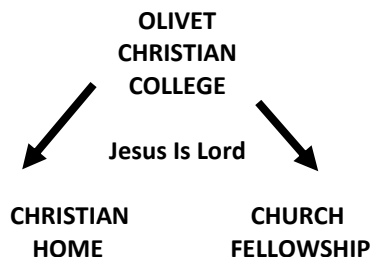 OLIVET
CHRISTIAN
COLLEGE
Jesus Is Lord
CHRISTIAN
HOME
CHURCH
FELLOWSHIP